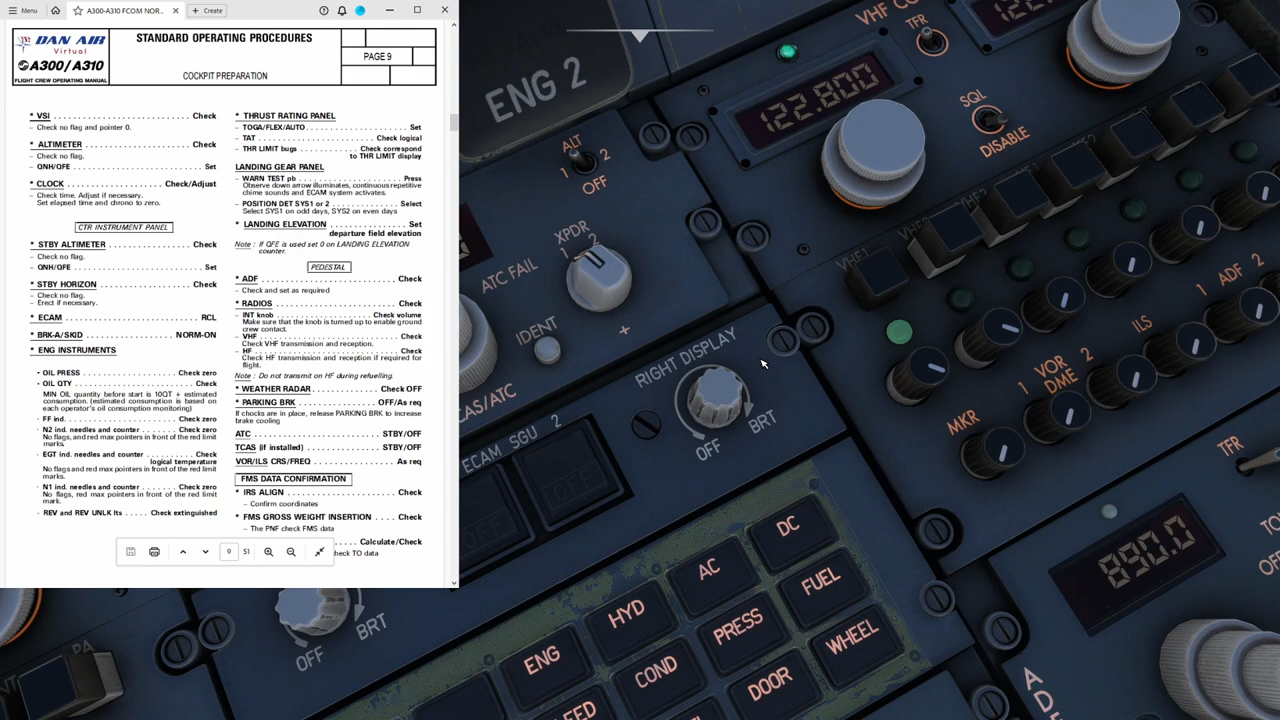 Menu
A300-A310 FCOM NOR...
Create
DAN AIR
Virtual
A300/A310
FLIGHT CREW OPERATING MANUAL
STANDARD OPERATING PROCEDURES
COCKPIT PREPARATION
PAGE 9
* VSI . . . . . . . . . . . . . . . . . . . . . . . Check
– Check no flag and pointer 0.
* ALTIMETER . . . . . . . . . . . . . . . . Check
– Check no flag.
– QNH/QFE . . . . . . . . . . . . . . . . . . . . . Set
* CLOCK . . . . . . . . . . . . . . . Check/Adjust
– Check time. Adjust if necessary.
Set elapsed time and chrono to zero.
CTR INSTRUMENT PANEL
* STBY ALTIMETER . . . . . . . . . . . . Check
– Check no flag.
– QNH/QFE . . . . . . . . . . . . . . . . . . . . . Set
* STBY HORIZON . . . . . . . . . . . . . Check
– Check no flag.
– Erect if necessary.
* ECAM . . . . . . . . . . . . . . . . . . . . . . . RCL
* BRK-A/SKID . . . . . . . . . . . . . NORM-ON
* ENG INSTRUMENTS
• OIL PRESS . . . . . . . . . . . . . . Check zero
• OIL QTY . . . . . . . . . . . . . . . . . . . Check
MIN OIL quantity before start is 10QT + estimated
consumption. (estimated consumption is based on
each operator's oil consumption monitoring)
· FF ind. . . . . . . . . . . . . . . . . . Check zero
· N2 ind. needles and counter . . . . . Check zero
No flags, and red max pointers in front of the red limit
marks.
· EGT ind. needles and counter . . . . . . . . Check
logical temperature
No flags and red max pointers in front of the red limit
marks.
· N1 ind. needles and counter . . . . . Check zero
No flags, red max pointers in front of the red limit
mark.
· REV and REV UNLK lts . . . . . Check extinguished
* THRUST RATING PANEL
– TOGA/FLEX/AUTO . . . . . . . . . . . . . . . . . Set
– TAT . . . . . . . . . . . . . . . . . . . . Check logical
– THR LIMIT bugs . . . . . . . . . . Check correspond
to THR LIMIT display
LANDING GEAR PANEL
– WARN TEST pb . . . . . . . . . . . . . . . . . . Press
Observe down arrow illuminates, continuous repetitive
chime sounds and ECAM system activates.
– POSITION DET SYS1 or 2 . . . . . . . . . . . . Select
Select SYS1 on odd days, SYS2 on even days
* LANDING ELEVATION . . . . . . . . . . . . Set
departure field elevation
Note : If QFE is used set 0 on LANDING ELEVATION
counter.
PEDESTAL
* ADF . . . . . . . . . . . . . . . . . . . . . . . Check
– Check and set as required
* RADIOS . . . . . . . . . . . . . . . . . . . . Check
– INT knob . . . . . . . . . . . . . . . . Check volume
Make sure that the knob is turned up to enable ground
crew contact.
– VHF . . . . . . . . . . . . . . . . . . . . . . . . Check
Check VHF transmission and reception.
– HF . . . . . . . . . . . . . . . . . . . . . . . . . Check
Check HF transmission and reception if required for
flight.
Note : Do not transmit on HF during refuelling.
* WEATHER RADAR . . . . . . . . . . . Check OFF
* PARKING BRK . . . . . . . . . . . . . OFF/As req
If chocks are in place, release PARKING BRK to increase
brake cooling
ATC . . . . . . . . . . . . . . . . . . . . . STBY/OFF
TCAS (if installed) . . . . . . . . . . . . STBY/OFF
VOR/ILS CRS/FREQ . . . . . . . . . . . . . As req
FMS DATA CONFIRMATION
* IRS ALIGN . . . . . . . . . . . . . . . . . . Check
– Confirm coordinates
* FMS GROSS WEIGHT INSERTION . . . . Check
– The PNF check FMS data
. . . . Calculate/Check
heck TO data
9 51
ENG 2
VHF CO
TFR
122.800
SQL
DISABLE
ALT
1 2
OFF
XPDR
1 2
ATC FAIL
IDENT
+
CAS/ATC
VHF1
VHF2
RIGHT DISPLAY
OFF
BRT
ADF 2
1
ILS
1 VOR 2
DME
MKR
ECAM SGU 2
OFF
OFF
TFR
890.0
TO
OF
DC
AC
FUEL
HYD
PRESS
WHEEL
ENG
COND
DOOR
OFF
BRT
PA
A
D